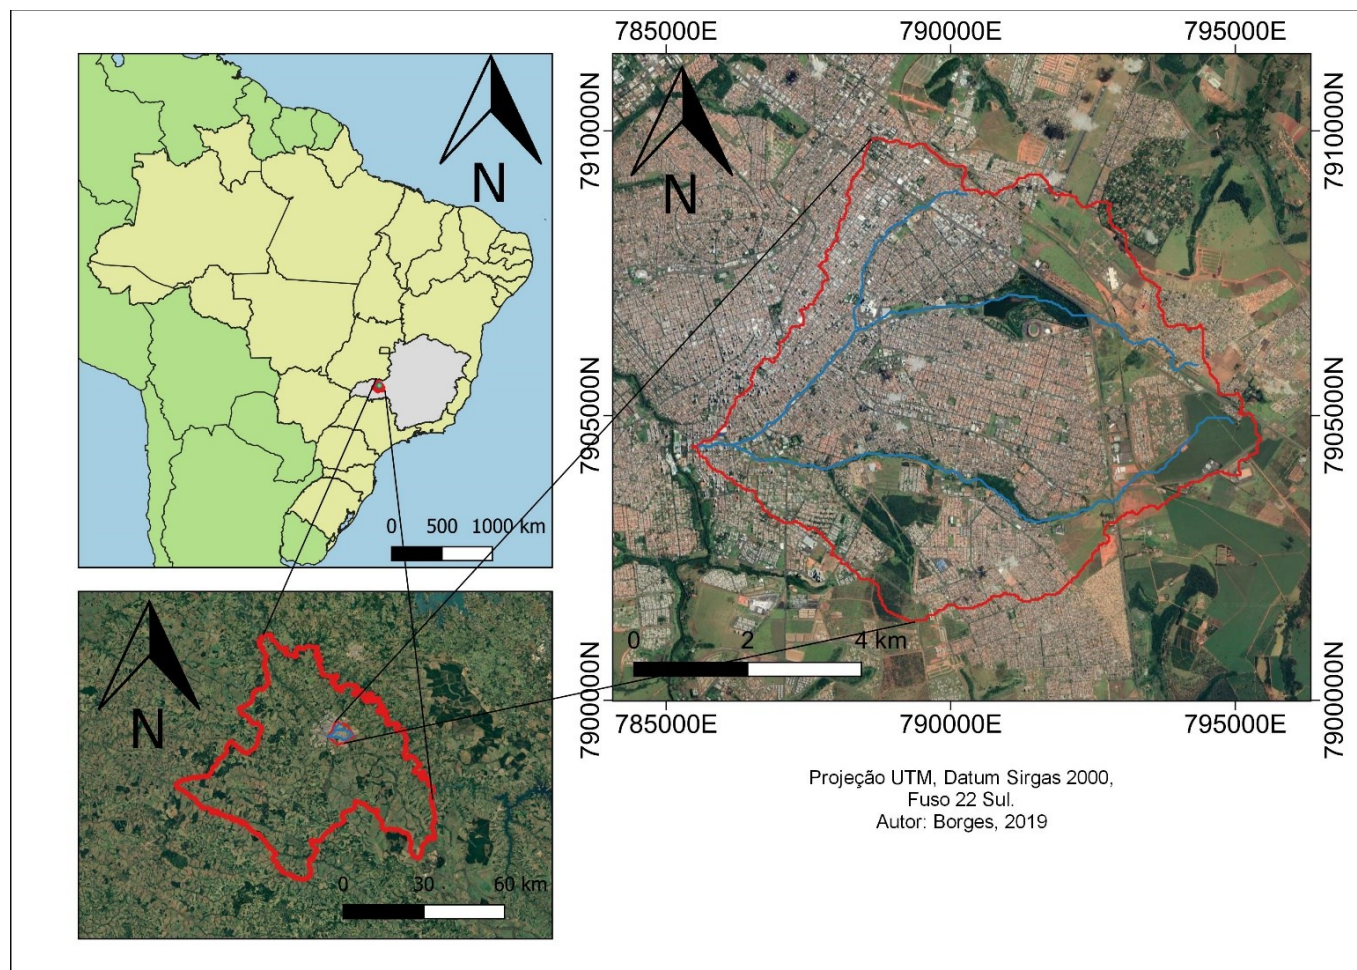 N
0 500 1000 km
N
0 30 60 km
785000E 790000E 795000E
7910000N 7910000N
N
7905000N 7905000N
0 2 4 km
7900000N 7900000N
785000E 790000E 795000E
Projeção UTM, Datum Sirgas 2000,
Fuso 22 Sul.
Autor: Borges, 2019